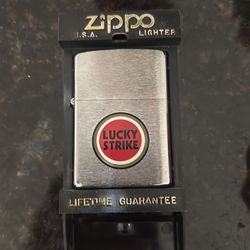 zippo
U.S.A. LIGHTER
LUCKY
STRIKE
LIFETIME GUARANTEE